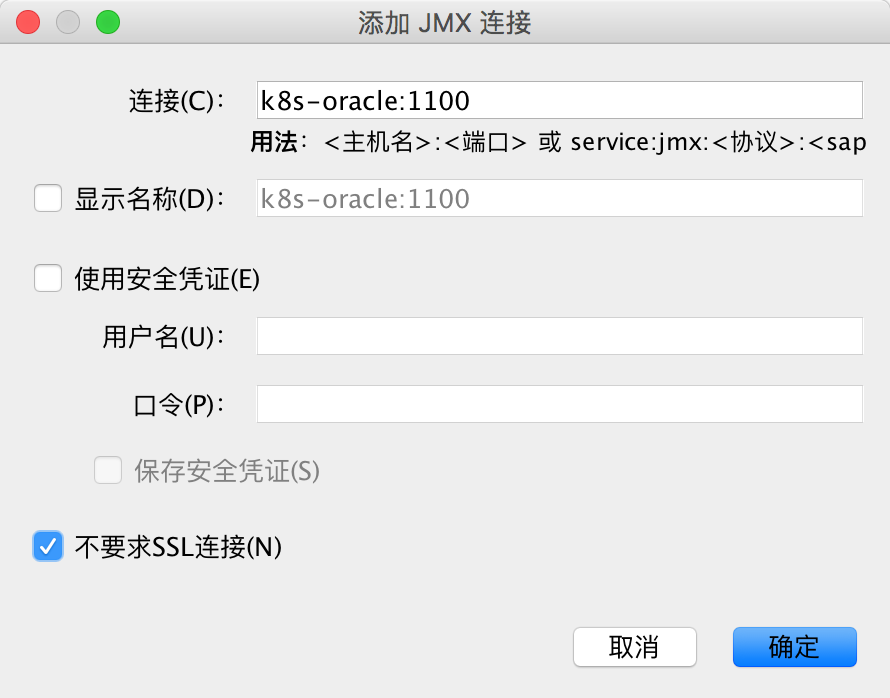 添加 JMX 连接
连接(C)： k8s-oracle:1100
用法：<主机名>:<端口> 或 service:jmx:<协议>:<sap
显示名称(D)： k8s-oracle:1100
使用安全凭证(E)
用户名(U)：
口令(P)：
保存安全凭证(S)
不要求SSL连接(N)
取消 确定